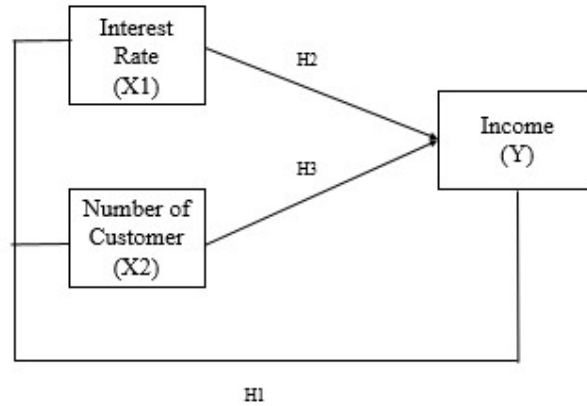 Interest
Rate
(X1)
H2
Income
(Y)
H3
Number of
Customer
(X2)
H1